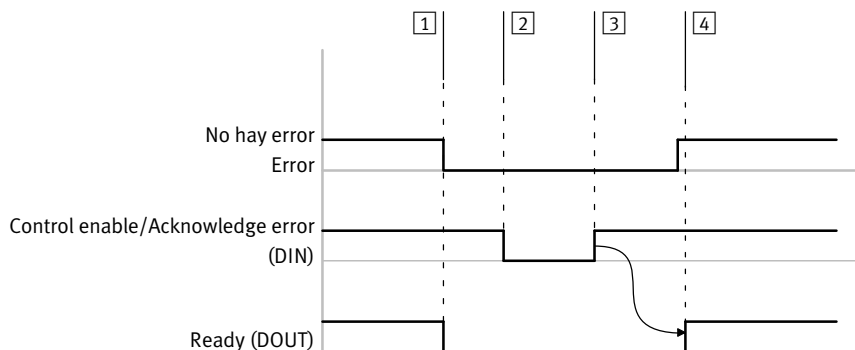 1 2 3 4
No hay error
Error
Control enable/Acknowledge error
(DIN)
Ready (DOUT)